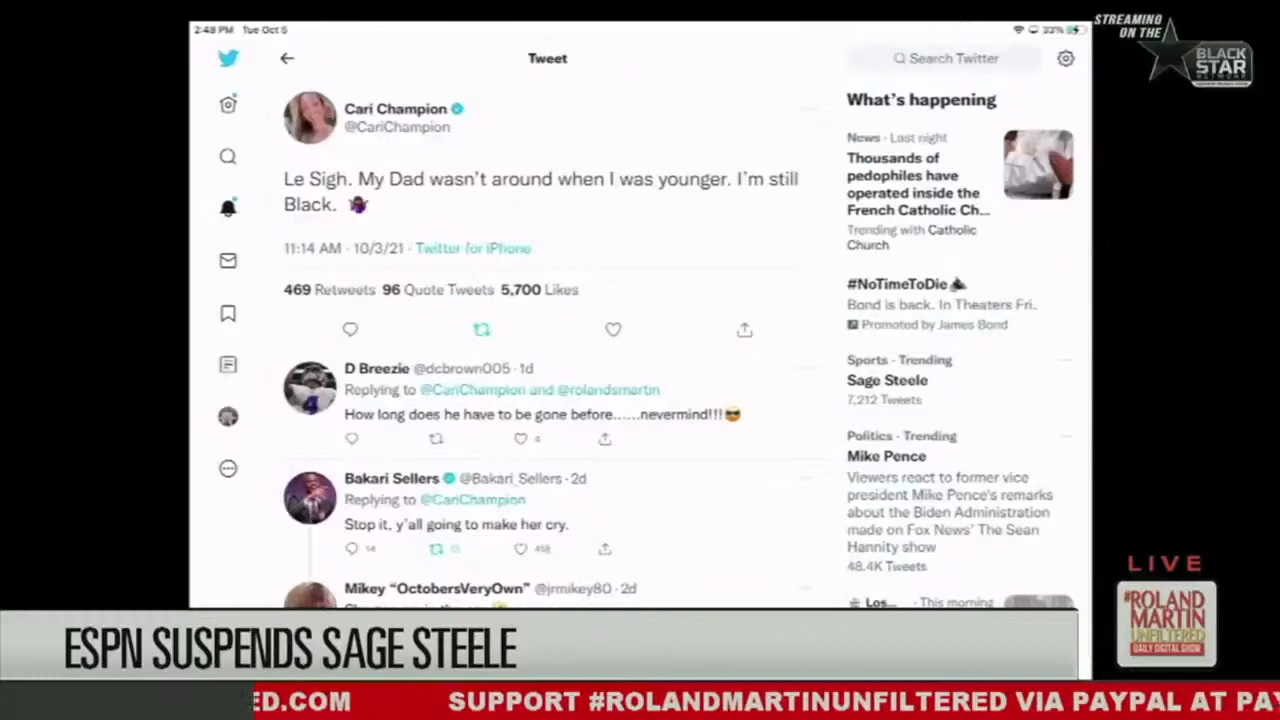 2:48 PM Tue Oct 5
33%
STREAMING
ON THE
BLACK
STAR
NETWORK
Tweet
Search Twitter
Cari Champion
@CariChampion
Le Sigh. My Dad wasn't around when I was younger. I'm still
Black.
11:14 AM · 10/3/21 · Twitter for iPhone
469 Retweets 96 Quote Tweets 5,700 Likes
D Breezie @dcbrown005 · 1d
Replying to @CariChampion and @rolandsmartin
How long does he have to be gone before......nevermind!!!
4
Bakari Sellers @Bakari_Sellers · 2d
Replying to @CariChampion
Stop it, y'all going to make her cry.
14
458
Mikey "OctobersVeryOwn" @jrmikey80 · 2d
What's happening
News · Last night
Thousands of
pedophiles have
operated inside the
French Catholic Ch...
Trending with Catholic
Church
#NoTimeToDie
Bond is back. In Theaters Fri.
Promoted by James Bond
Sports · Trending
Sage Steele
7,212 Tweets
Politics · Trending
Mike Pence
Viewers react to former vice
president Mike Pence's remarks
about the Biden Administration
made on Fox News' The Sean
Hannity show
48.4K Tweets
Los... · This morning
LIVE
#ROLAND
MARTIN
UNFILTERED
DAILY DIGITAL SHOW
ESPN SUSPENDS SAGE STEELE
ED.COM SUPPORT #ROLANDMARTINUNFILTERED VIA PAYPAL AT PA